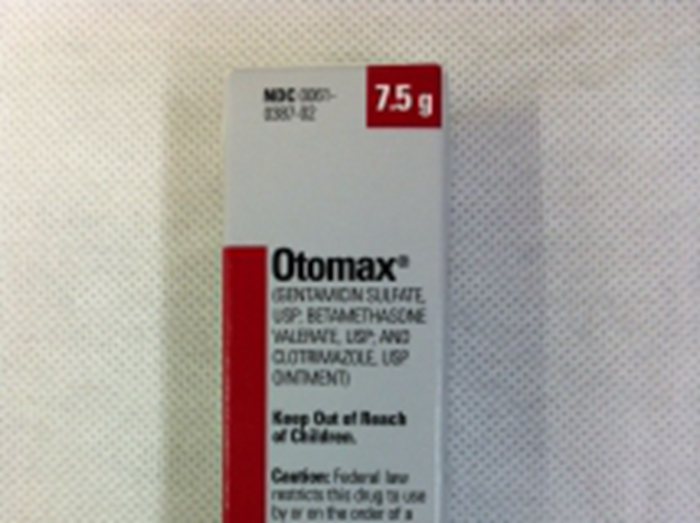 NDC 0061-
0387-02
7.5 g
Otomax®
(GENTAMICIN SULFATE,
USP; BETAMETHASONE
VALERATE, USP; AND
CLOTRIMAZOLE, USP
OINTMENT)
Keep Out of Reach
of Children.
Caution: Federal law
restricts this drug to use
by or on the order of a